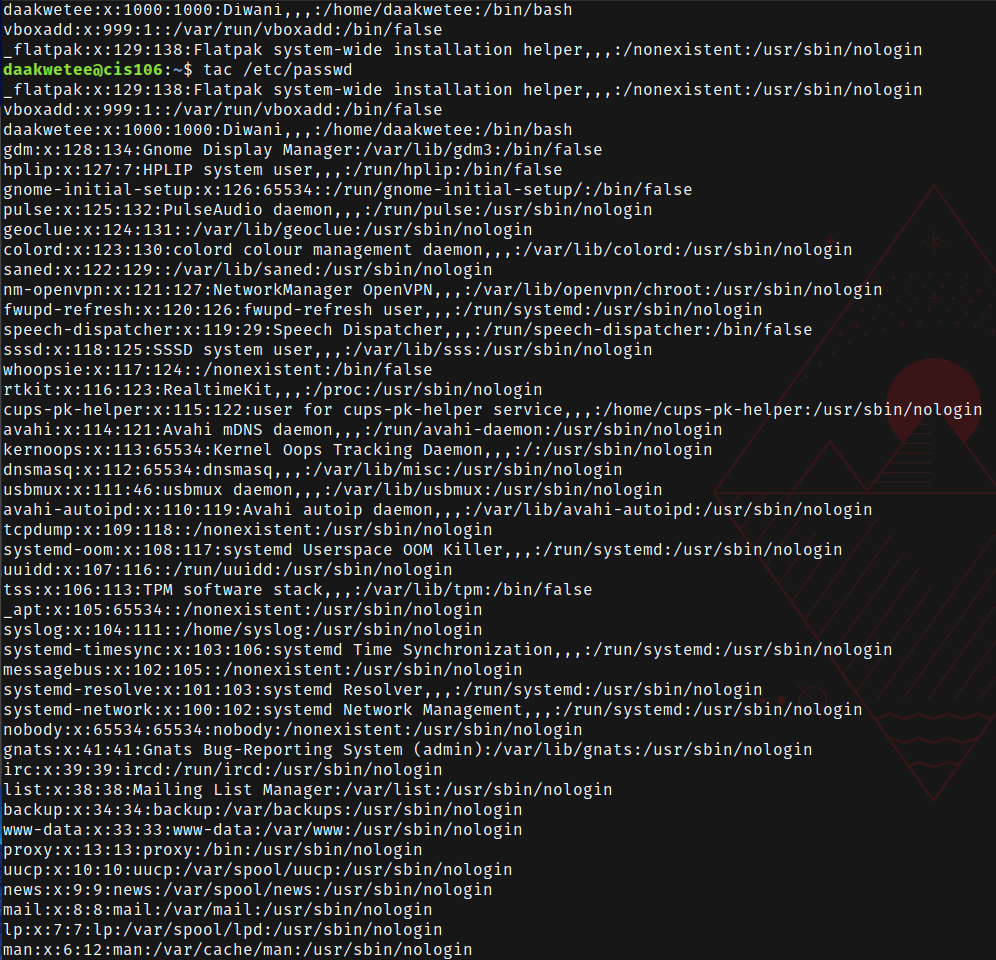 daakwetee:x:1000:1000:Diwani,,,:/home/daakwetee:/bin/bash
vboxadd:x:999:1::/var/run/vboxadd:/bin/false
_flatpak:x:129:138:Flatpak system-wide installation helper,,,:/nonexistent:/usr/sbin/nologin
daakwetee@cis106:~$ tac /etc/passwd
_flatpak:x:129:138:Flatpak system-wide installation helper,,,:/nonexistent:/usr/sbin/nologin
vboxadd:x:999:1::/var/run/vboxadd:/bin/false
daakwetee:x:1000:1000:Diwani,,,:/home/daakwetee:/bin/bash
gdm:x:128:134:Gnome Display Manager:/var/lib/gdm3:/bin/false
hplip:x:127:7:HPLIP system user,,,:/run/hplip:/bin/false
gnome-initial-setup:x:126:65534::/run/gnome-initial-setup/:/bin/false
pulse:x:125:132:PulseAudio daemon,,,:/run/pulse:/usr/sbin/nologin
geoclue:x:124:131::/var/lib/geoclue:/usr/sbin/nologin
colord:x:123:130:colord colour management daemon,,,:/var/lib/colord:/usr/sbin/nologin
saned:x:122:129::/var/lib/saned:/usr/sbin/nologin
nm-openvpn:x:121:127:NetworkManager OpenVPN,,,:/var/lib/openvpn/chroot:/usr/sbin/nologin
fwupd-refresh:x:120:126:fwupd-refresh user,,,:/run/systemd:/usr/sbin/nologin
speech-dispatcher:x:119:29:Speech Dispatcher,,,:/run/speech-dispatcher:/bin/false
sssd:x:118:125:SSSD system user,,,:/var/lib/sss:/usr/sbin/nologin
whoopsie:x:117:124::/nonexistent:/bin/false
rtkit:x:116:123:RealtimeKit,,,:/proc:/usr/sbin/nologin
cups-pk-helper:x:115:122:user for cups-pk-helper service,,,:/home/cups-pk-helper:/usr/sbin/nologin
avahi:x:114:121:Avahi mDNS daemon,,,:/run/avahi-daemon:/usr/sbin/nologin
kernoops:x:113:65534:Kernel Oops Tracking Daemon,,,:/:/usr/sbin/nologin
dnsmasq:x:112:65534:dnsmasq,,,:/var/lib/misc:/usr/sbin/nologin
usbmux:x:111:46:usbmux daemon,,,:/var/lib/usbmux:/usr/sbin/nologin
avahi-autoipd:x:110:119:Avahi autoip daemon,,,:/var/lib/avahi-autoipd:/usr/sbin/nologin
tcpdump:x:109:118::/nonexistent:/usr/sbin/nologin
systemd-oom:x:108:117:systemd Userspace OOM Killer,,,:/run/systemd:/usr/sbin/nologin
uuidd:x:107:116::/run/uuidd:/usr/sbin/nologin
tss:x:106:113:TPM software stack,,,:/var/lib/tpm:/bin/false
_apt:x:105:65534::/nonexistent:/usr/sbin/nologin
syslog:x:104:111::/home/syslog:/usr/sbin/nologin
systemd-timesync:x:103:106:systemd Time Synchronization,,,:/run/systemd:/usr/sbin/nologin
messagebus:x:102:105::/nonexistent:/usr/sbin/nologin
systemd-resolve:x:101:103:systemd Resolver,,,:/run/systemd:/usr/sbin/nologin
systemd-network:x:100:102:systemd Network Management,,,:/run/systemd:/usr/sbin/nologin
nobody:x:65534:65534:nobody:/nonexistent:/usr/sbin/nologin
gnats:x:41:41:Gnats Bug-Reporting System (admin):/var/lib/gnats:/usr/sbin/nologin
irc:x:39:39:ircd:/run/ircd:/usr/sbin/nologin
list:x:38:38:Mailing List Manager:/var/list:/usr/sbin/nologin
backup:x:34:34:backup:/var/backups:/usr/sbin/nologin
www-data:x:33:33:www-data:/var/www:/usr/sbin/nologin
proxy:x:13:13:proxy:/bin:/usr/sbin/nologin
uucp:x:10:10:uucp:/var/spool/uucp:/usr/sbin/nologin
news:x:9:9:news:/var/spool/news:/usr/sbin/nologin
mail:x:8:8:mail:/var/mail:/usr/sbin/nologin
lp:x:7:7:lp:/var/spool/lpd:/usr/sbin/nologin
man:x:6:12:man:/var/cache/man:/usr/sbin/nologin